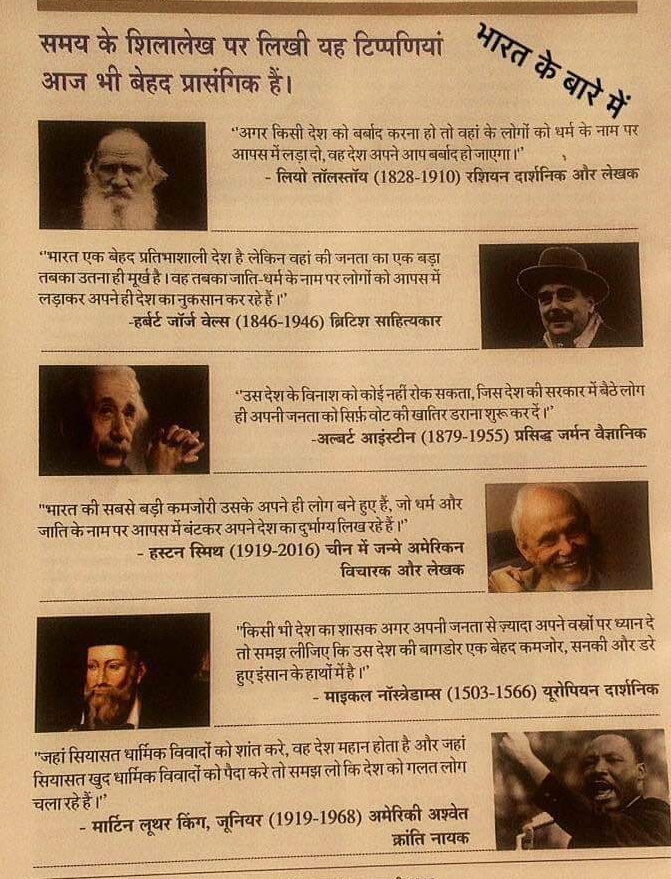 समय के शिलालेख पर लिखी यह टिप्पणियां
आज भी बेहद प्रासंगिक हैं।
भारत के बारे में
‘'अगर किसी देश को बर्बाद करना हो तो वहां के लोगों को धर्म के नाम पर
आपस में लड़ा दो, वह देश अपने आप बर्बाद हो जाएगा।''
- लियो तॉलस्तॉय (1828-1910) रशियन दार्शनिक और लेखक
‘'भारत एक बेहद प्रतिभाशाली देश है लेकिन वहां की जनता का एक बड़ा
तबका उतना ही मूर्ख है। वह तबका जाति-धर्म के नाम पर लोगों को आपस में
लड़ाकर अपने ही देश का नुकसान कर रहे हैं।''
-हर्बर्ट जॉर्ज वेल्स (1846-1946) ब्रिटिश साहित्यकार
‘'उस देश के विनाश को कोई नहीं रोक सकता, जिस देश की सरकार में बैठे लोग
ही अपनी जनता को सिर्फ़ वोट की खातिर डराना शुरू कर दें।''
-अल्बर्ट आइंस्टीन (1879-1955) प्रसिद्ध जर्मन वैज्ञानिक
"भारत की सबसे बड़ी कमजोरी उसके अपने ही लोग बने हुए हैं, जो धर्म और
जाति के नाम पर आपस में बंटकर अपने देश का दुर्भाग्य लिख रहे हैं।''
- हस्टन स्मिथ (1919-2016) चीन में जन्मे अमेरिकन
विचारक और लेखक
"किसी भी देश का शासक अगर अपनी जनता से ज़्यादा अपने वस्त्रों पर ध्यान दे
तो समझ लीजिए कि उस देश की बागडोर एक बेहद कमजोर, सनकी और डरे
हुए इंसान के हाथों में है।''
- माइकल नॉस्त्रेडाम्स (1503-1566) यूरोपियन दार्शनिक
"जहां सियासत धार्मिक विवादों को शांत करे, वह देश महान होता है और जहां
सियासत खुद धार्मिक विवादों को पैदा करे तो समझ लो कि देश को गलत लोग
चला रहे हैं।''
- मार्टिन लूथर किंग, जूनियर (1919-1968) अमेरिकी अश्वेत
क्रांति नायक